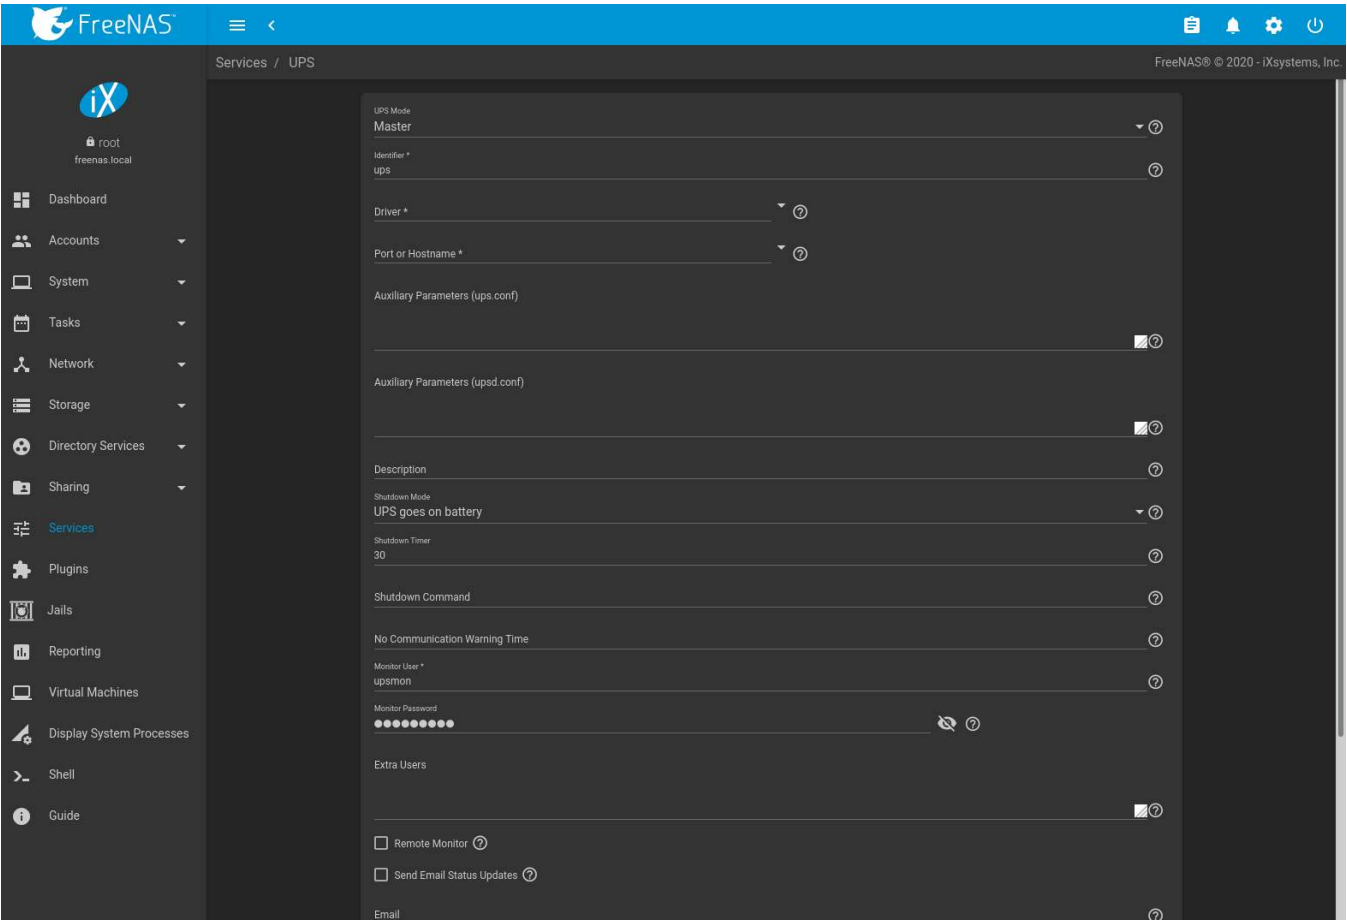 FreeNAS
Services / UPS
FreeNAS® © 2020 - iXsystems, Inc.
iX
root
freenas.local
Dashboard
Accounts
System
Tasks
Network
Storage
Directory Services
Sharing
Services
Plugins
Jails
Reporting
Virtual Machines
Display System Processes
Shell
Guide
UPS Mode
Master
Identifier *
ups
Driver *
Port or Hostname *
Auxiliary Parameters (ups.conf)
Auxiliary Parameters (upsd.conf)
Description
Shutdown Mode
UPS goes on battery
Shutdown Timer
30
Shutdown Command
No Communication Warning Time
Monitor User *
upsmon
Monitor Password
●●●●●●●●●
Extra Users
Remote Monitor
Send Email Status Updates
Email